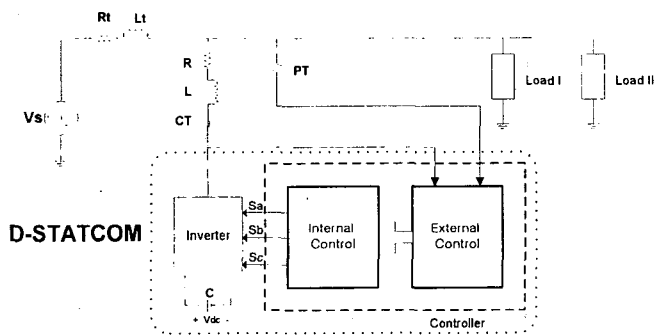 Rt Lt
R
PT
L
Load I
Load II
CT
Vs
D-STATCOM
Inverter
Sa
Sb
Sc
Internal
Control
External
Control
C
+ Vdc -
Controller